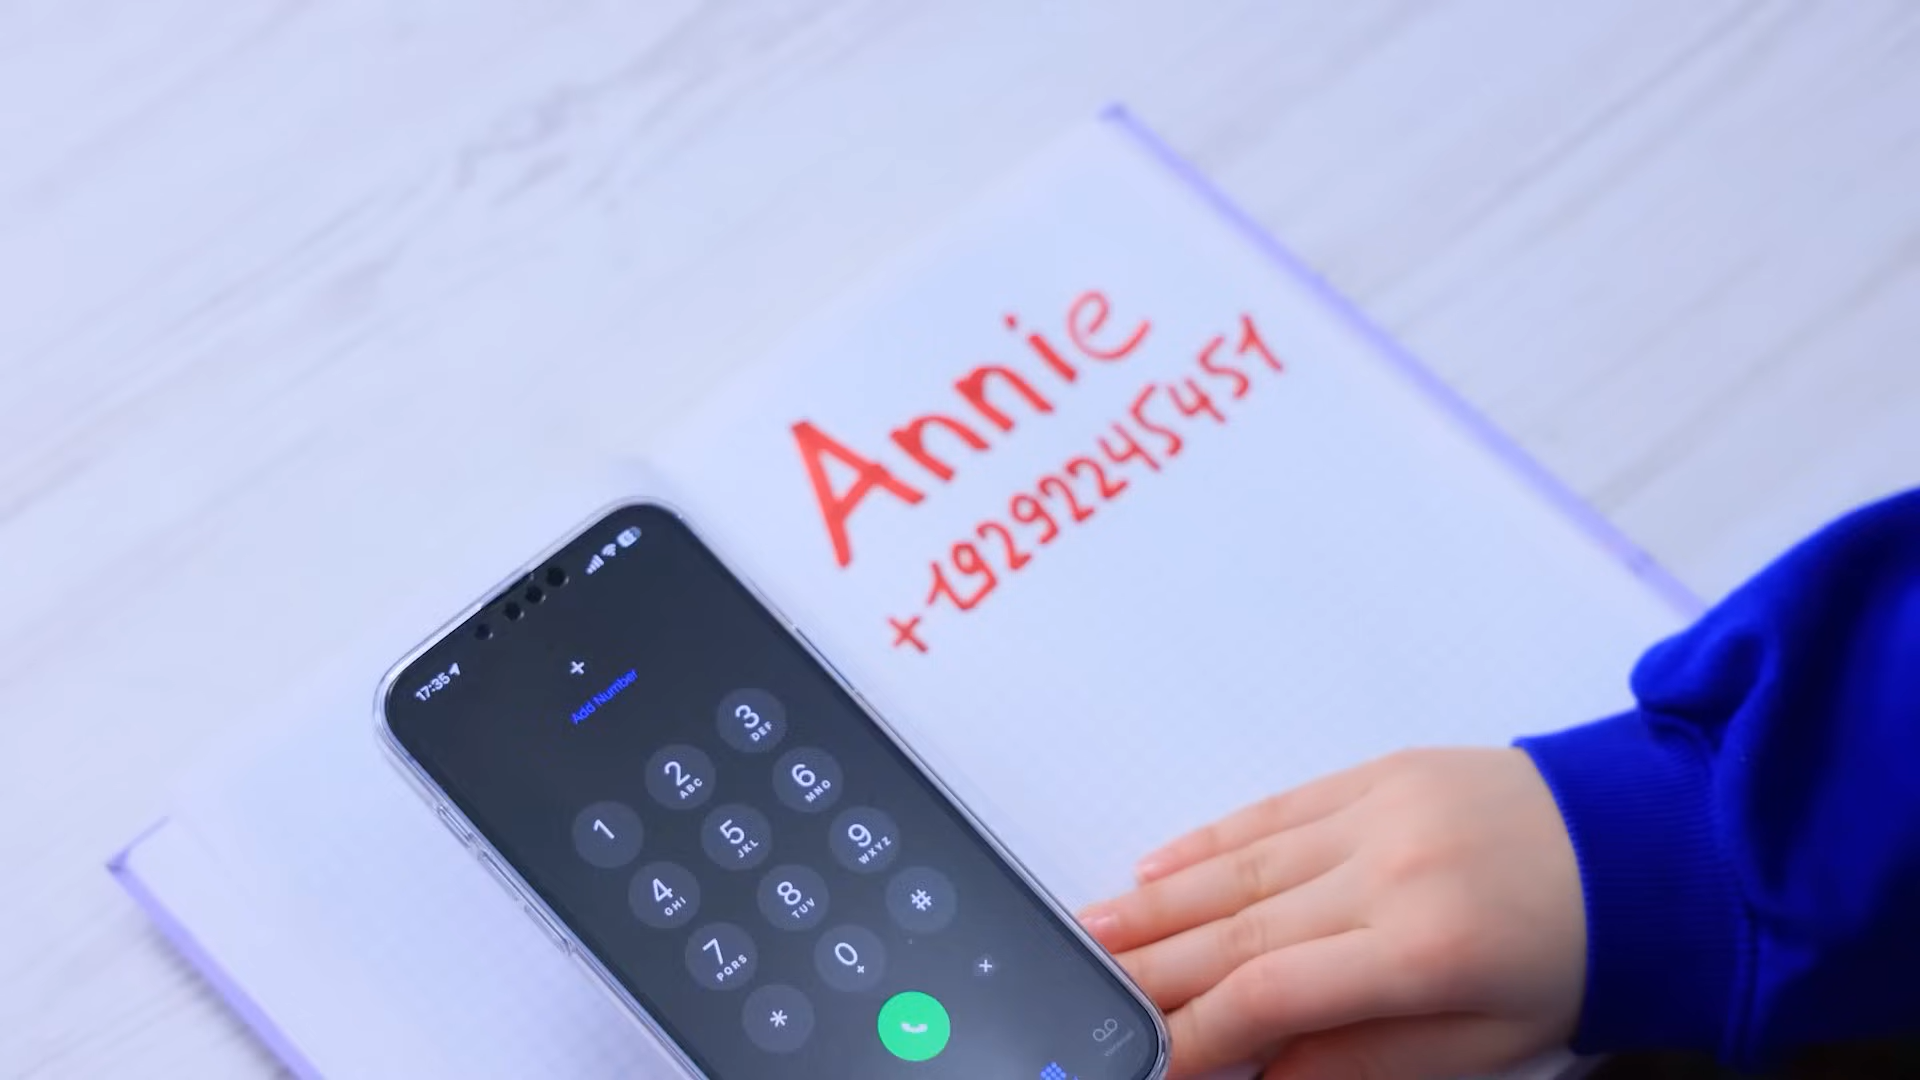 Annie
+19292245451
17:35
+
Add Number
1
2 ABC
3 DEF
4 GHI
5 JKL
6 MNO
7 PQRS
8 TUV
9 WXYZ
*
0 +
#